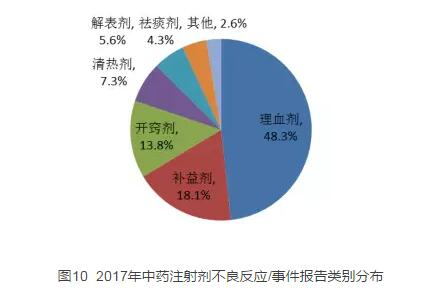 解表剂, 祛痰剂, 其他, 2.6%
5.6% 4.3%
清热剂,
7.3%
理血剂,
48.3%
开窍剂,
13.8%
补益剂,
18.1%
图10 2017年中药注射剂不良反应/事件报告类别分布